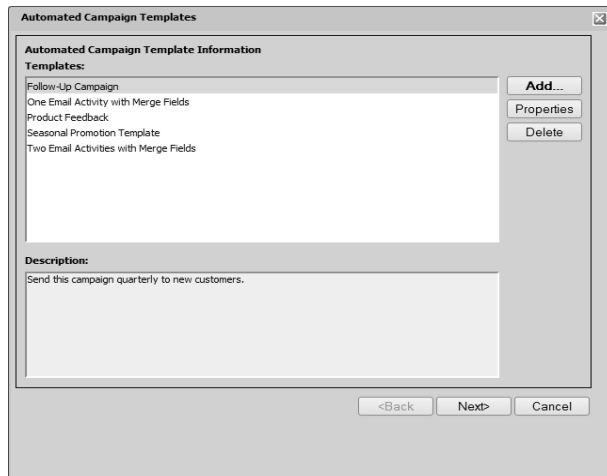 Automated Campaign Templates
Automated Campaign Template Information
Templates:
Follow-Up Campaign
One Email Activity with Merge Fields
Product Feedback
Seasonal Promotion Template
Two Email Activities with Merge Fields
Add...
Properties
Delete
Description:
Send this campaign quarterly to new customers.
<Back
Next>
Cancel